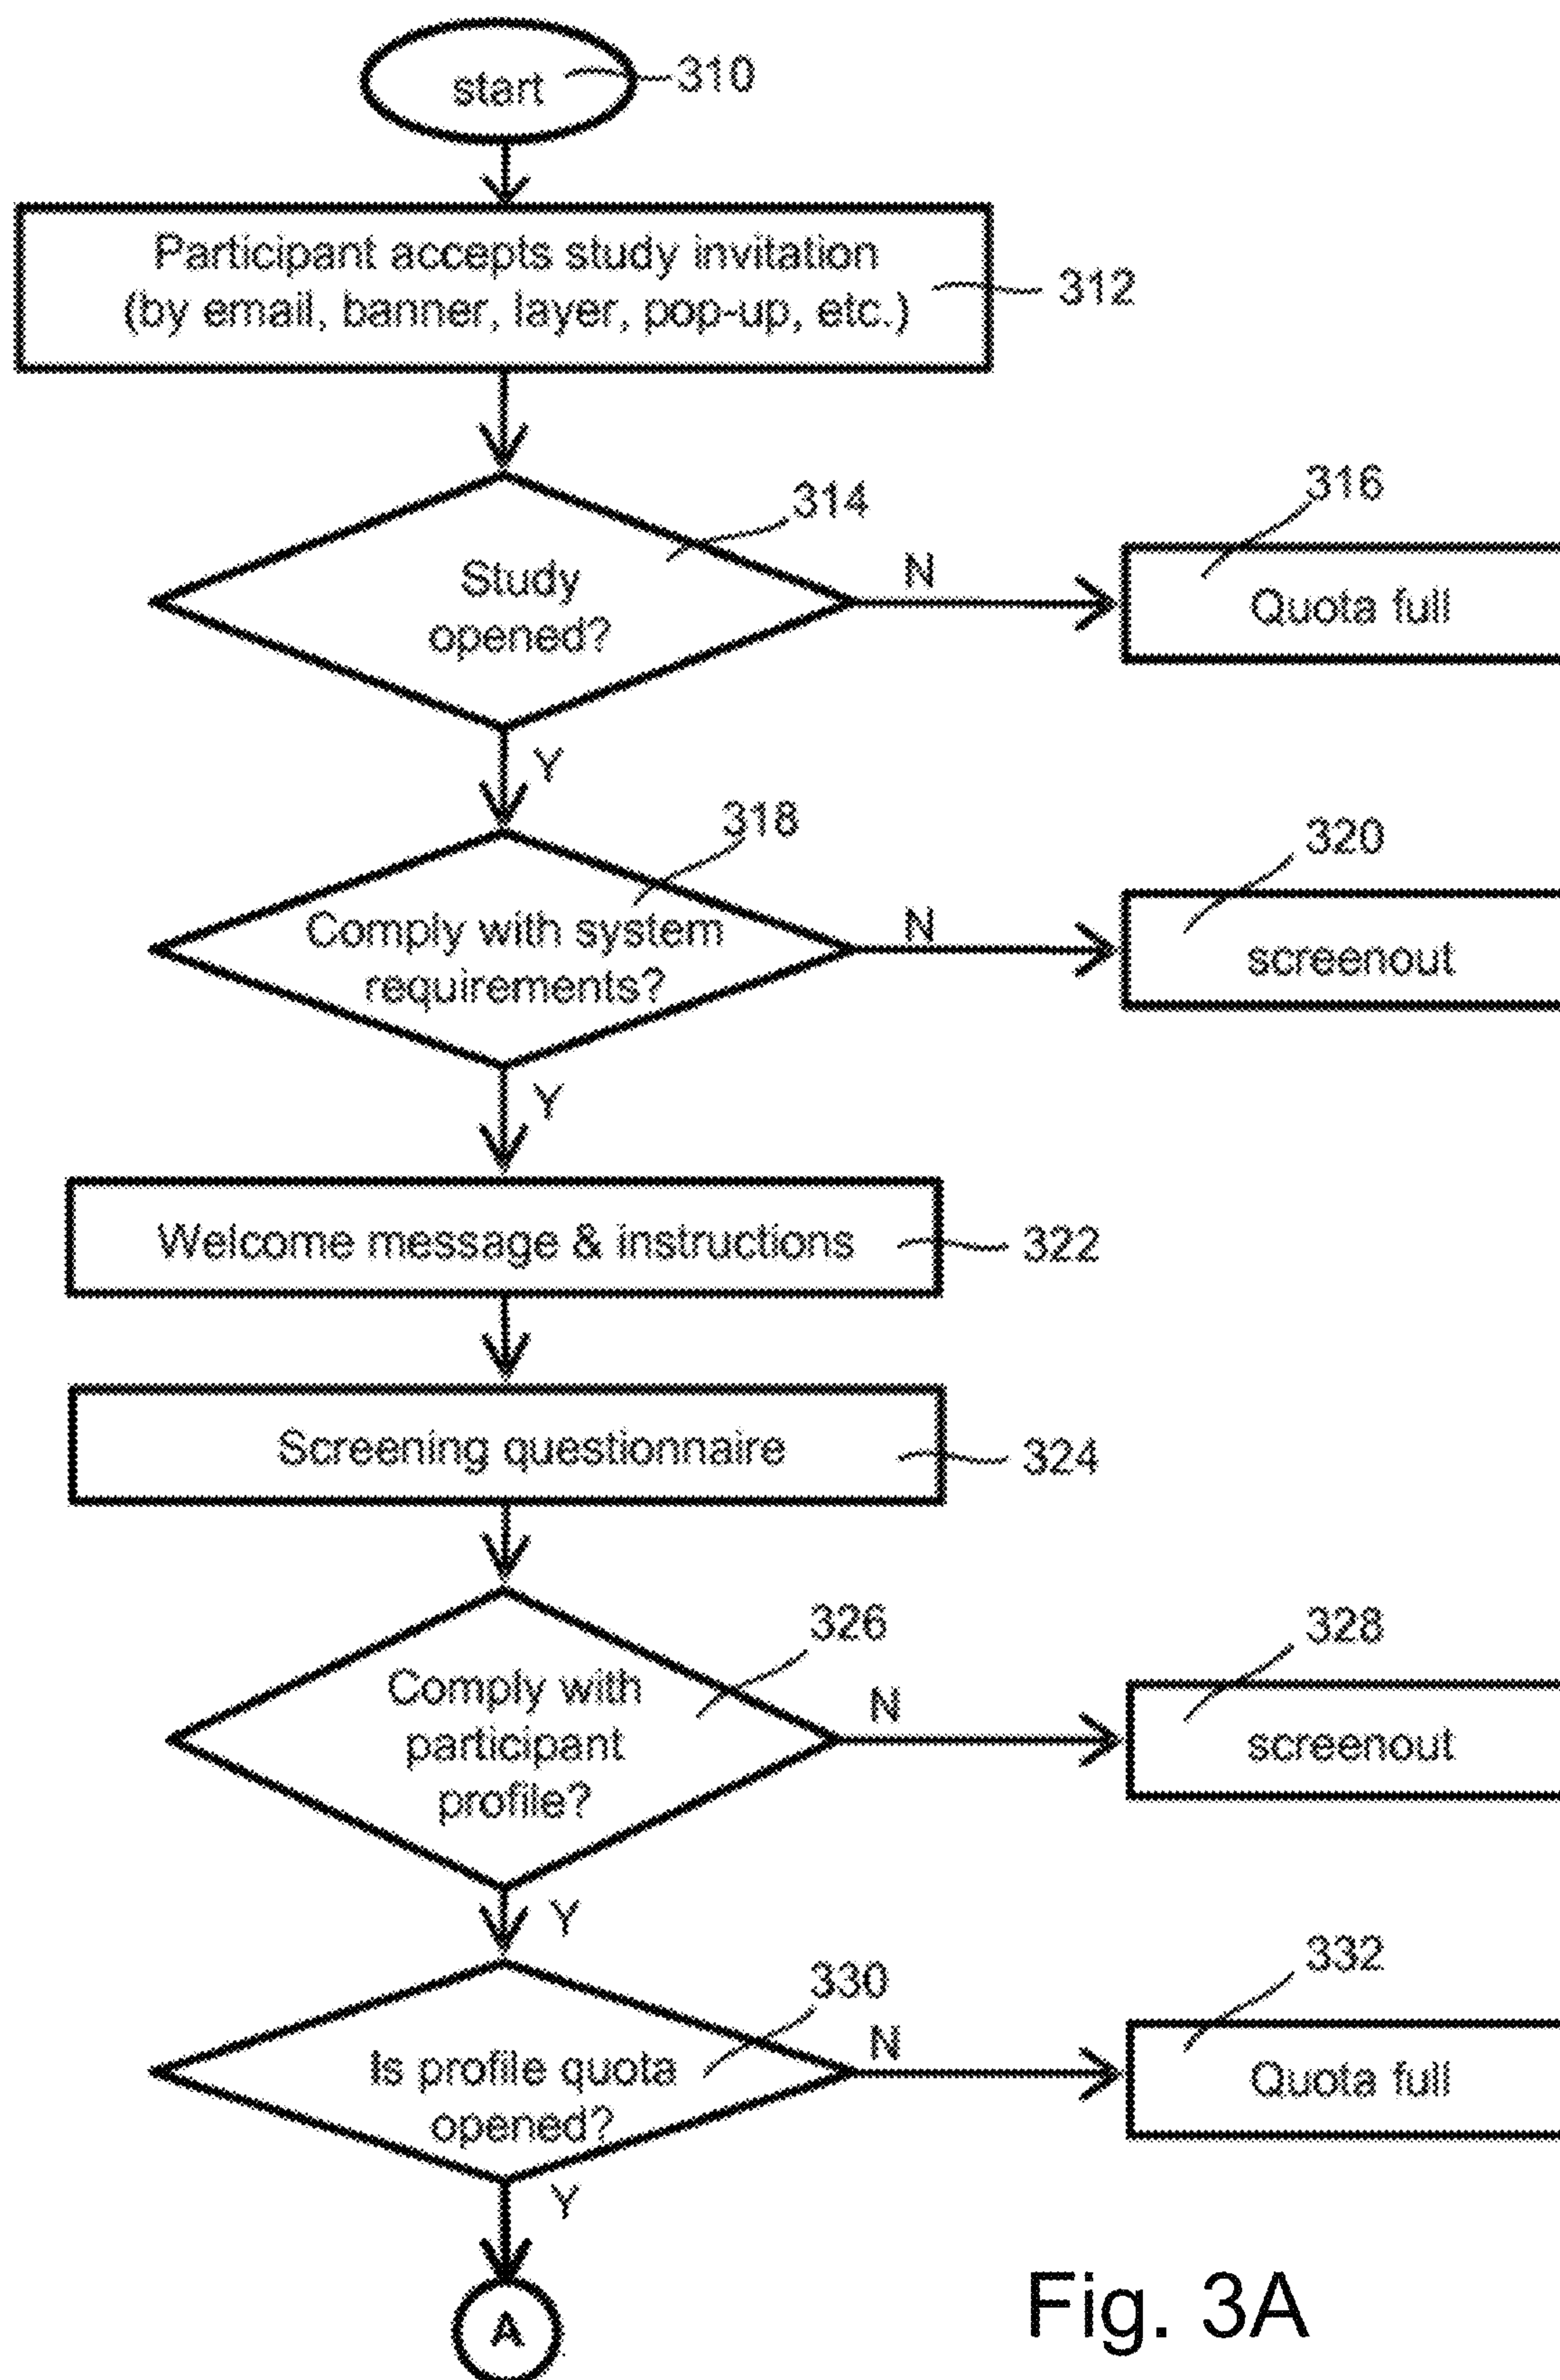 start
310
Participant accepts study invitation
(by email, banner, layer, pop-up, etc.)
312
314
Study
opened?
N
316
Quota full
Y
318
Comply with system
requirements?
N
320
screenout
Y
Welcome message & instructions
322
Screening questionnaire
324
326
Comply with
participant
profile?
N
328
screenout
Y
330
Is profile quota
opened?
N
332
Quota full
Y
A
Fig. 3A